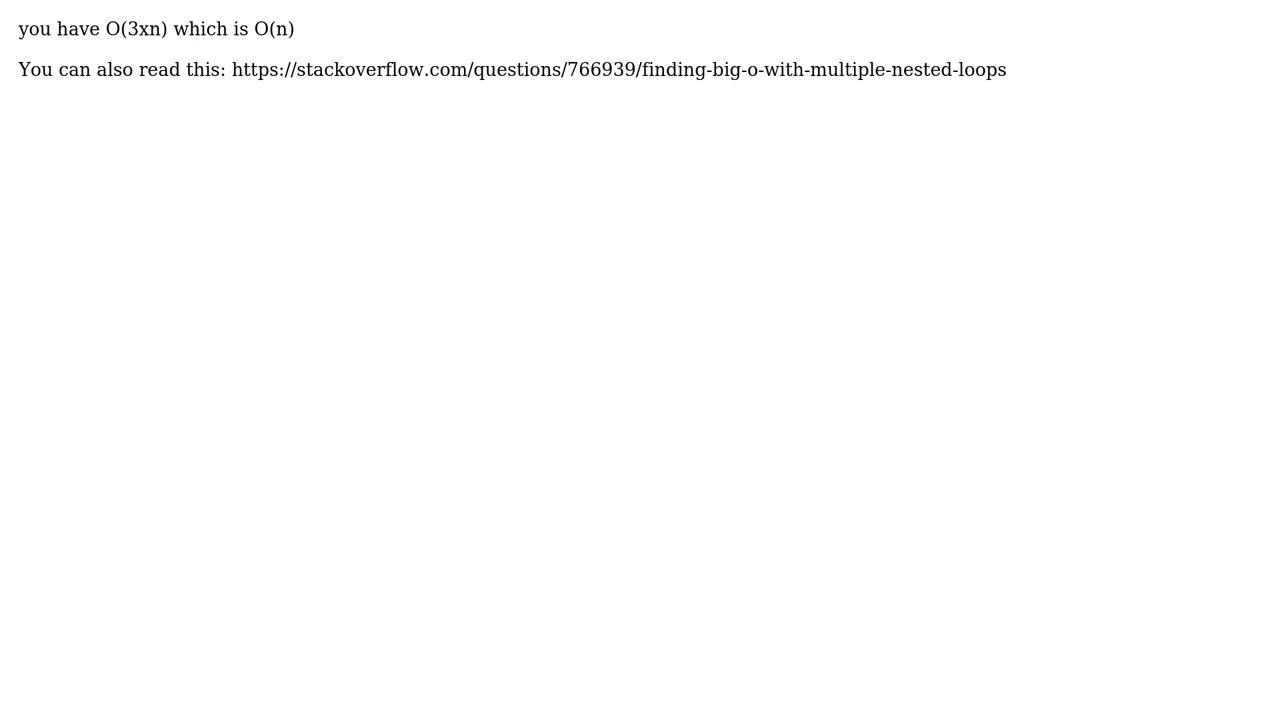 you have O(3xn) which is O(n)
You can also read this: https://stackoverflow.com/questions/766939/finding-big-o-with-multiple-nested-loops